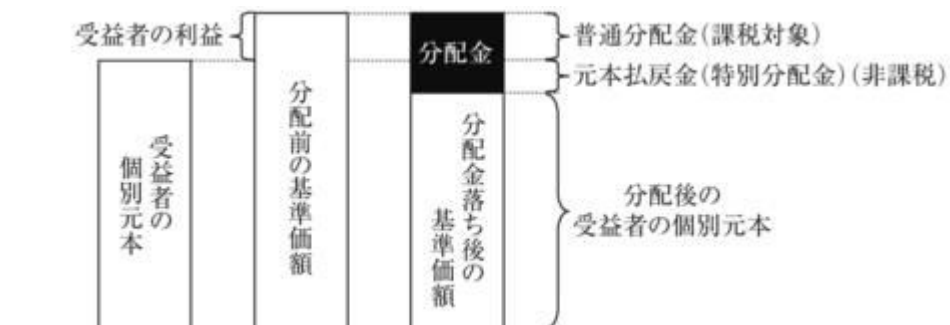 受益者の利益
分配金
普通分配金(課税対象)
元本払戻金(特別分配金)(非課税)
受益者の
個別元本
分配前の基準価額
分配金落ち後の
基準価額
分配後の
受益者の個別元本